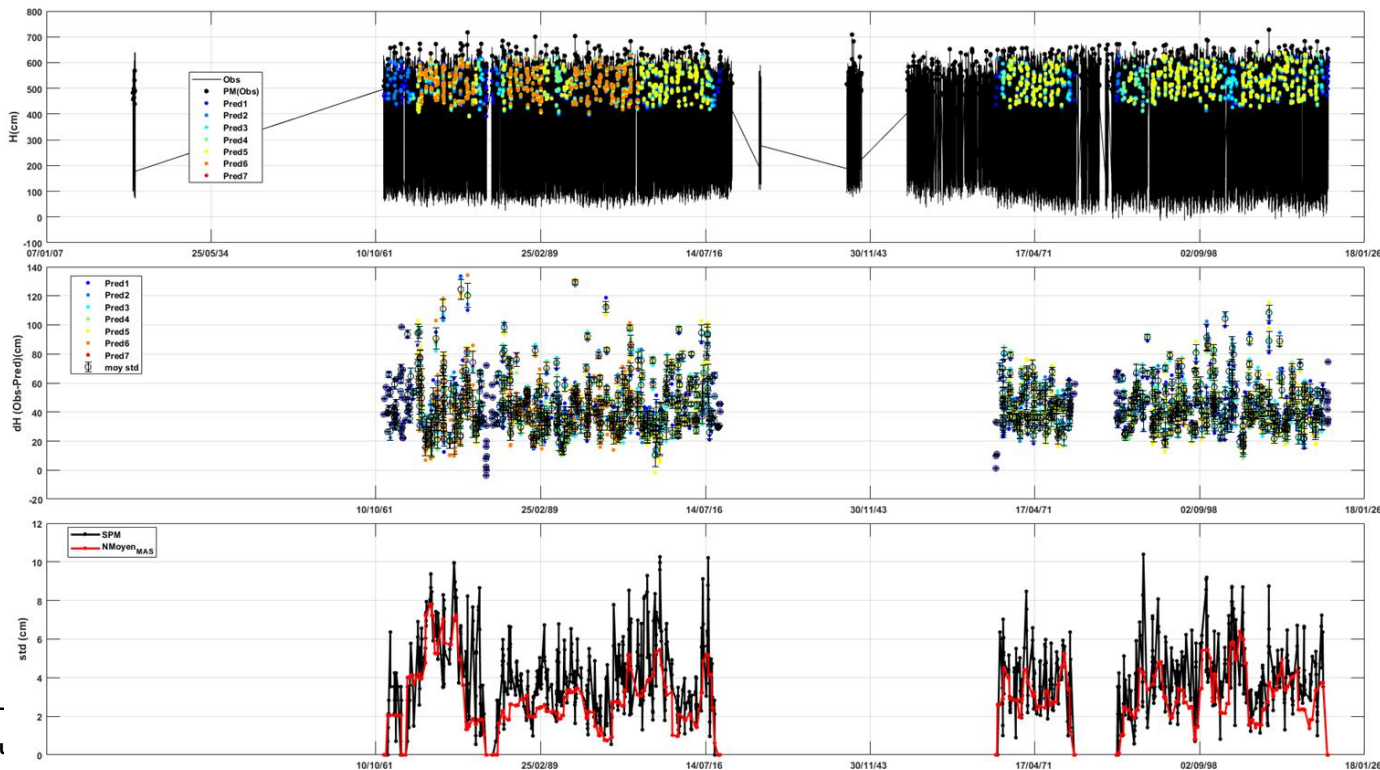 800
700
600
500
400
300
200
100
0
-100
H(cm)
Obs
PM(Obs)
Pred1
Pred2
Pred3
Pred4
Pred5
Pred6
Pred7
07/01/07 25/05/34 10/10/61 25/02/89 14/07/16 30/11/43 17/04/71 02/09/98 18/01/26
140
120
100
80
60
40
20
0
-20
dH (Obs-Pred)(cm)
Pred1
Pred2
Pred3
Pred4
Pred5
Pred6
Pred7
moy std
10/10/61 25/02/89 14/07/16 30/11/43 17/04/71 02/09/98 18/01/26
12
10
8
6
4
2
0
std (cm)
SPM
NMoyen_MAS
10/10/61 25/02/89 14/07/16 30/11/43 17/04/71 02/09/98 18/01/26